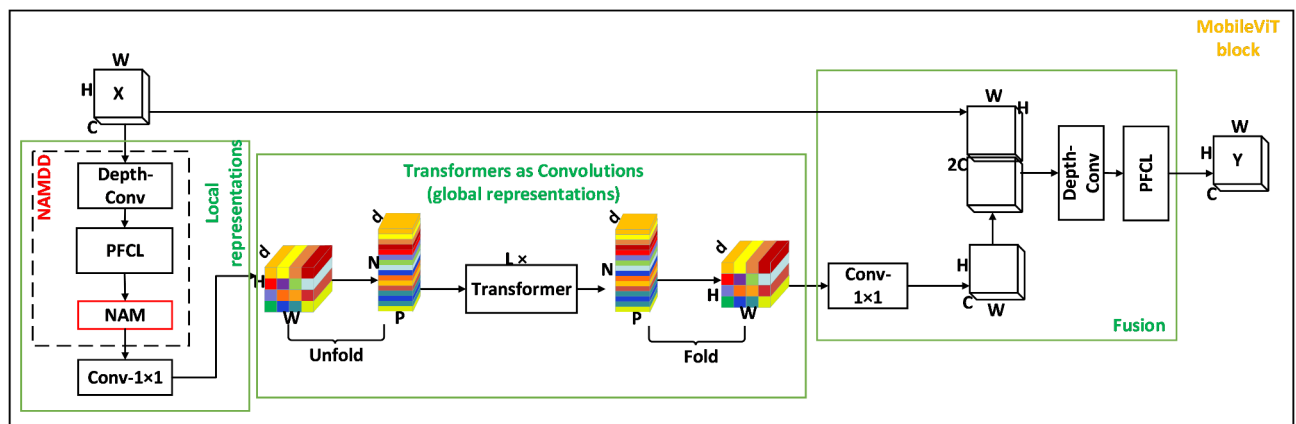 MobileViT
block
W
H
X
C
NAMDD
Depth-
Conv
PFCL
NAM
Conv-1×1
Local
representations
Transformers as Convolutions
(global representations)
d
H
W
Unfold
d
N
P
L ×
Transformer
d
N
P
Fold
d
H
W
Conv-
1×1
H
C
W
W
H
2C
Depth-
Conv
PFCL
W
H
Y
C
Fusion